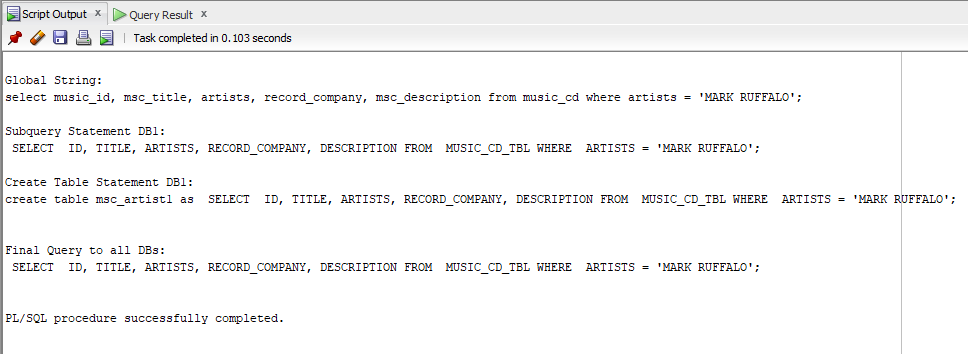 Script Output x Query Result x
Task completed in 0.103 seconds
Global String:
select music_id, msc_title, artists, record_company, msc_description from music_cd where artists = 'MARK RUFFALO';
Subquery Statement DB1:
SELECT  ID, TITLE, ARTISTS, RECORD_COMPANY, DESCRIPTION FROM  MUSIC_CD_TBL WHERE  ARTISTS = 'MARK RUFFALO';
Create Table Statement DB1:
create table msc_artist1 as  SELECT  ID, TITLE, ARTISTS, RECORD_COMPANY, DESCRIPTION FROM  MUSIC_CD_TBL WHERE  ARTISTS = 'MARK RUFFALO';
Final Query to all DBs:
SELECT  ID, TITLE, ARTISTS, RECORD_COMPANY, DESCRIPTION FROM  MUSIC_CD_TBL WHERE  ARTISTS = 'MARK RUFFALO';
PL/SQL procedure successfully completed.